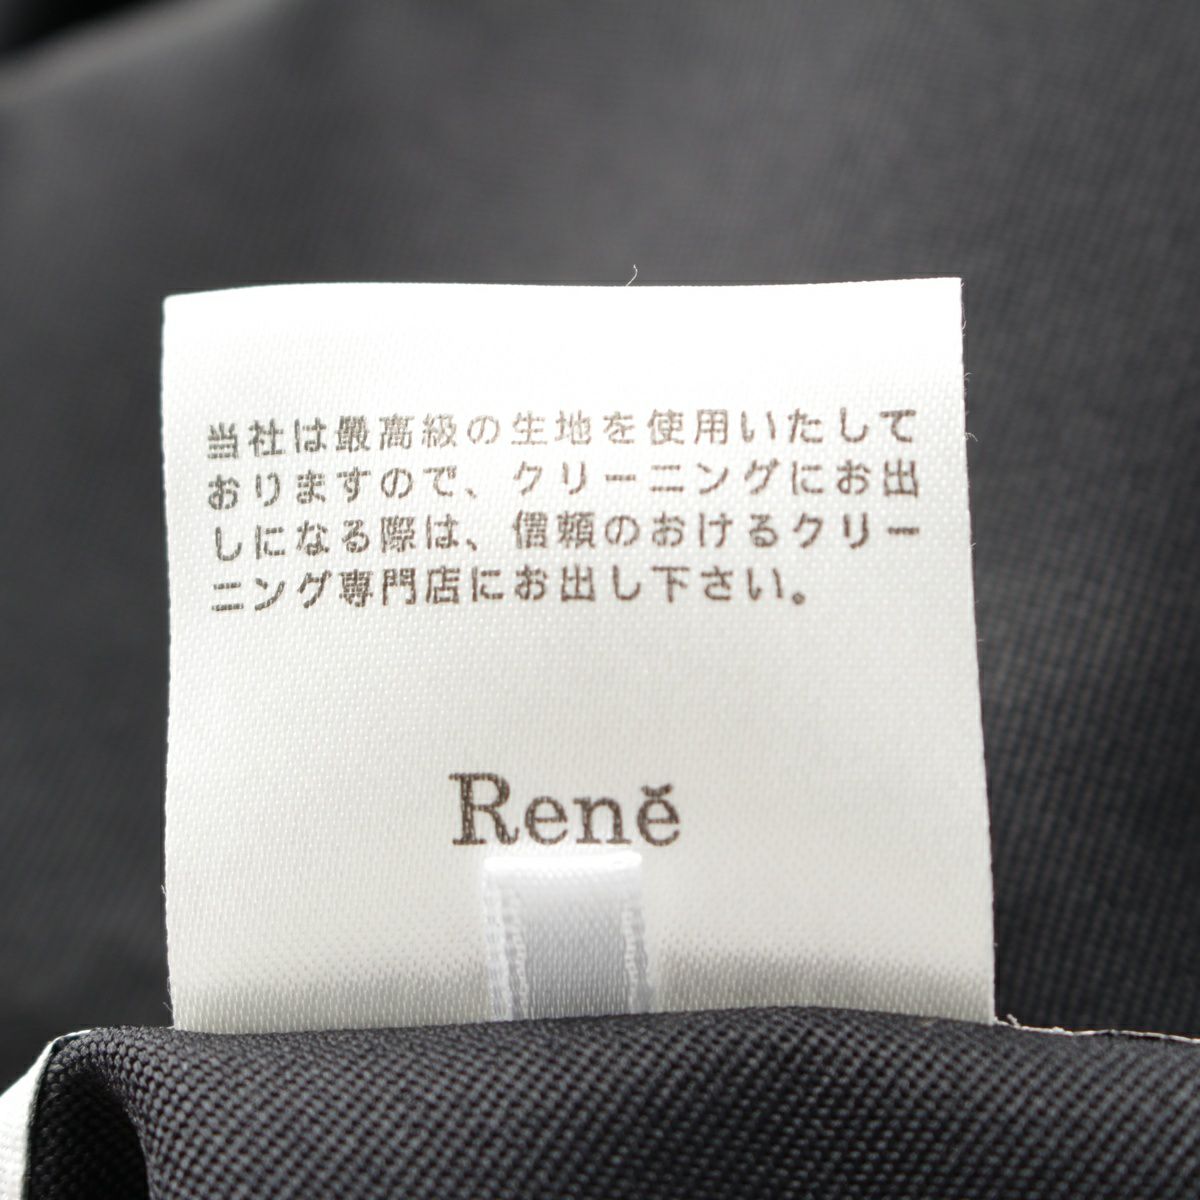 当社は最高級の生地を使用いたして
おりますので、クリーニングにお出
しになる際は、信頼のおけるクリー
ニング専門店にお出し下さい。
Reně